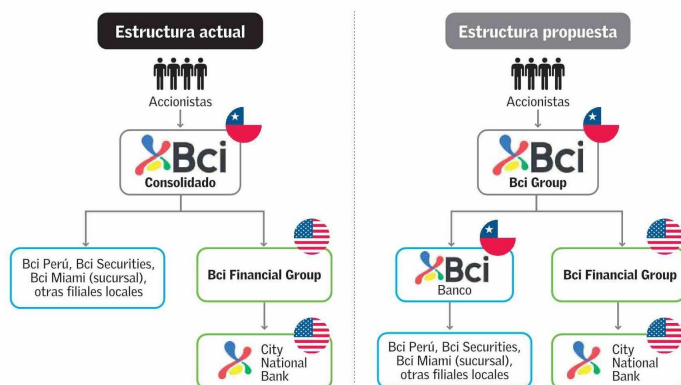 Estructura actual
Accionistas
Bci
Consolidado
Bci Perú, Bci Securities,
Bci Miami (sucursal),
otras filiales locales
Bci Financial Group
City
National
Bank
Estructura propuesta
Accionistas
Bci
Bci Group
Bci
Banco
Bci Perú, Bci Securities,
Bci Miami (sucursal),
otras filiales locales
Bci Financial Group
City
National
Bank